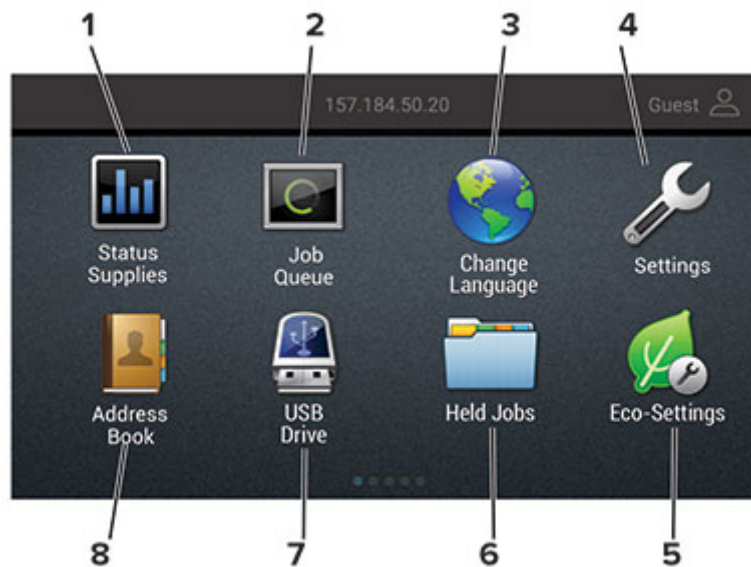 1 2 3 4
157.184.50.20 Guest
Status
Supplies
Job
Queue
Change
Language
Settings
Address
Book
USB
Drive
Held Jobs
Eco-Settings
8 7 6 5